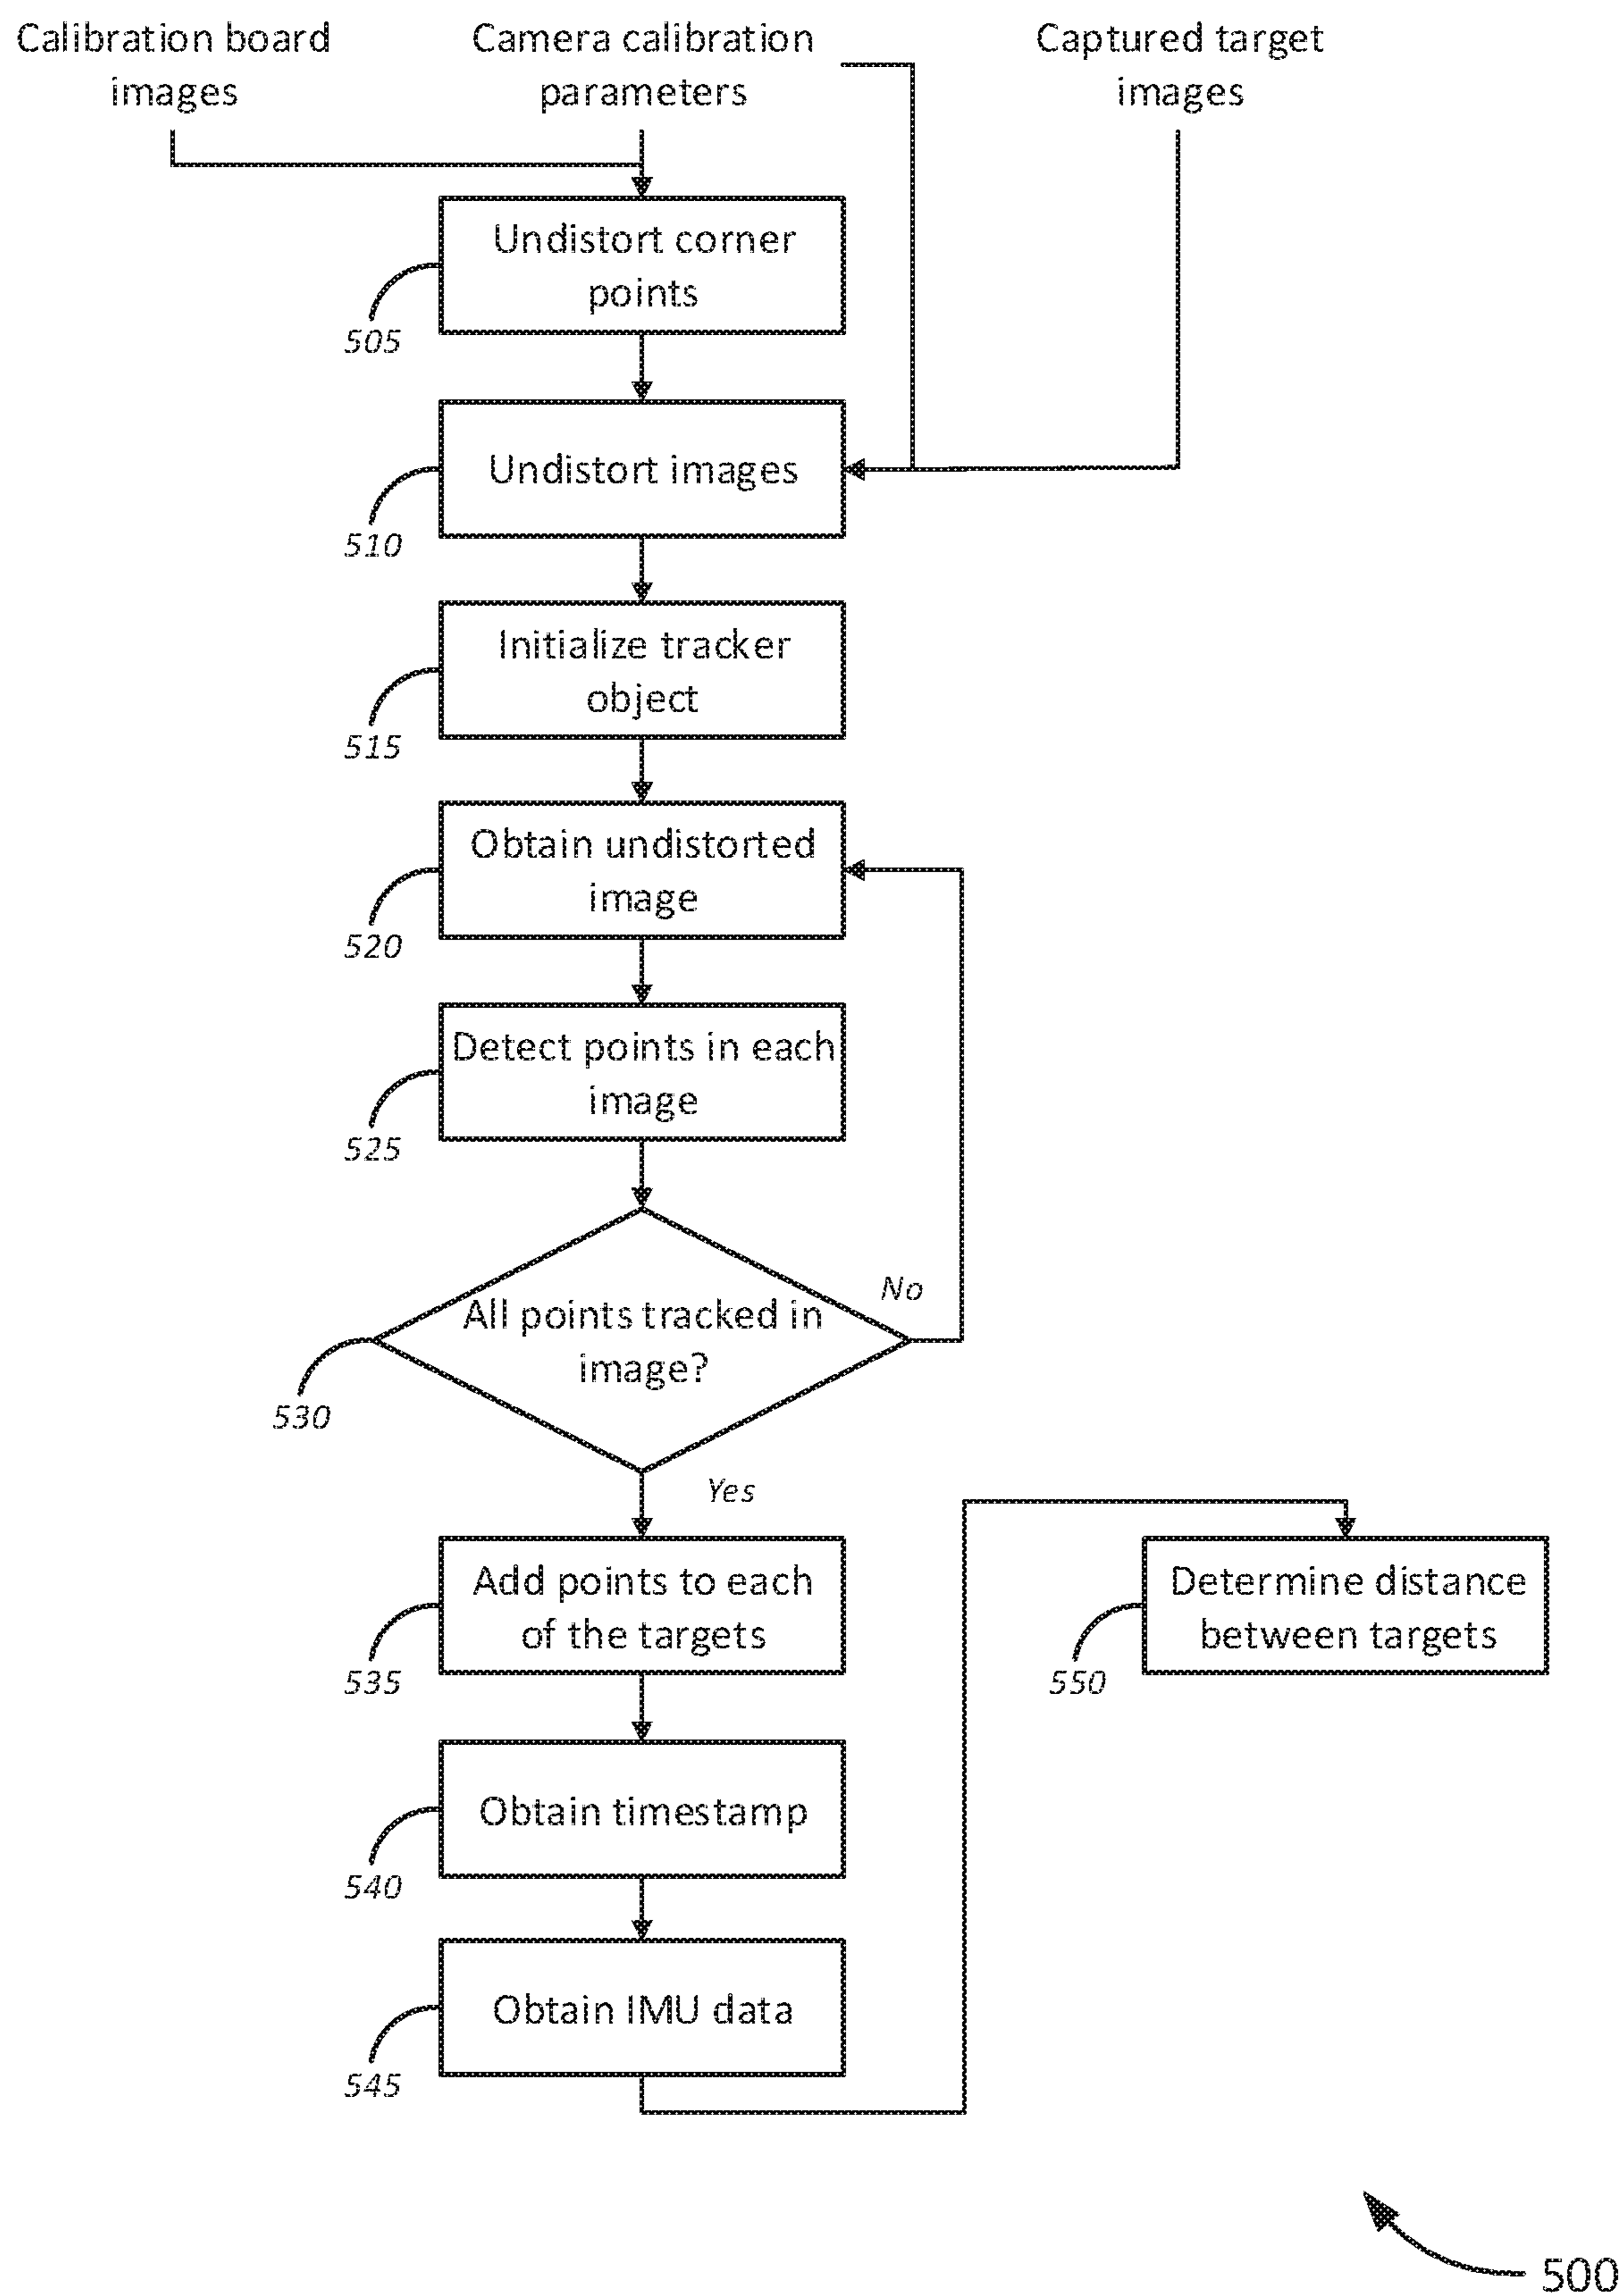 Calibration board
images
Camera calibration
parameters
Captured target
images
Undistort corner
points
505
Undistort images
510
Initialize tracker
object
515
Obtain undistorted
image
520
Detect points in each
image
525
All points tracked in
image?
No
530
Yes
Add points to each
of the targets
535
Determine distance
between targets
550
Obtain timestamp
540
Obtain IMU data
545
500